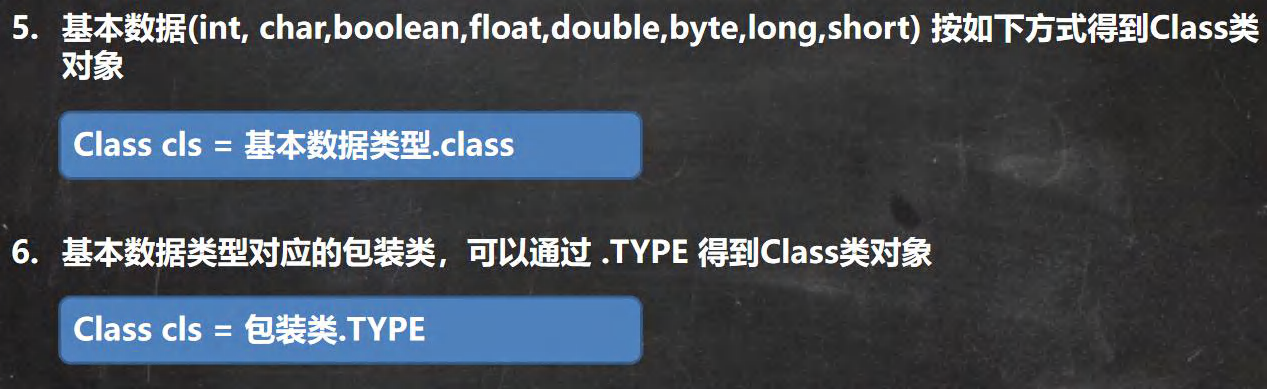 5. 基本数据(int, char,boolean,float,double,byte,long,short) 按如下方式得到Class类
对象
Class cls = 基本数据类型.class
6. 基本数据类型对应的包装类，可以通过 .TYPE 得到Class类对象
Class cls = 包装类.TYPE